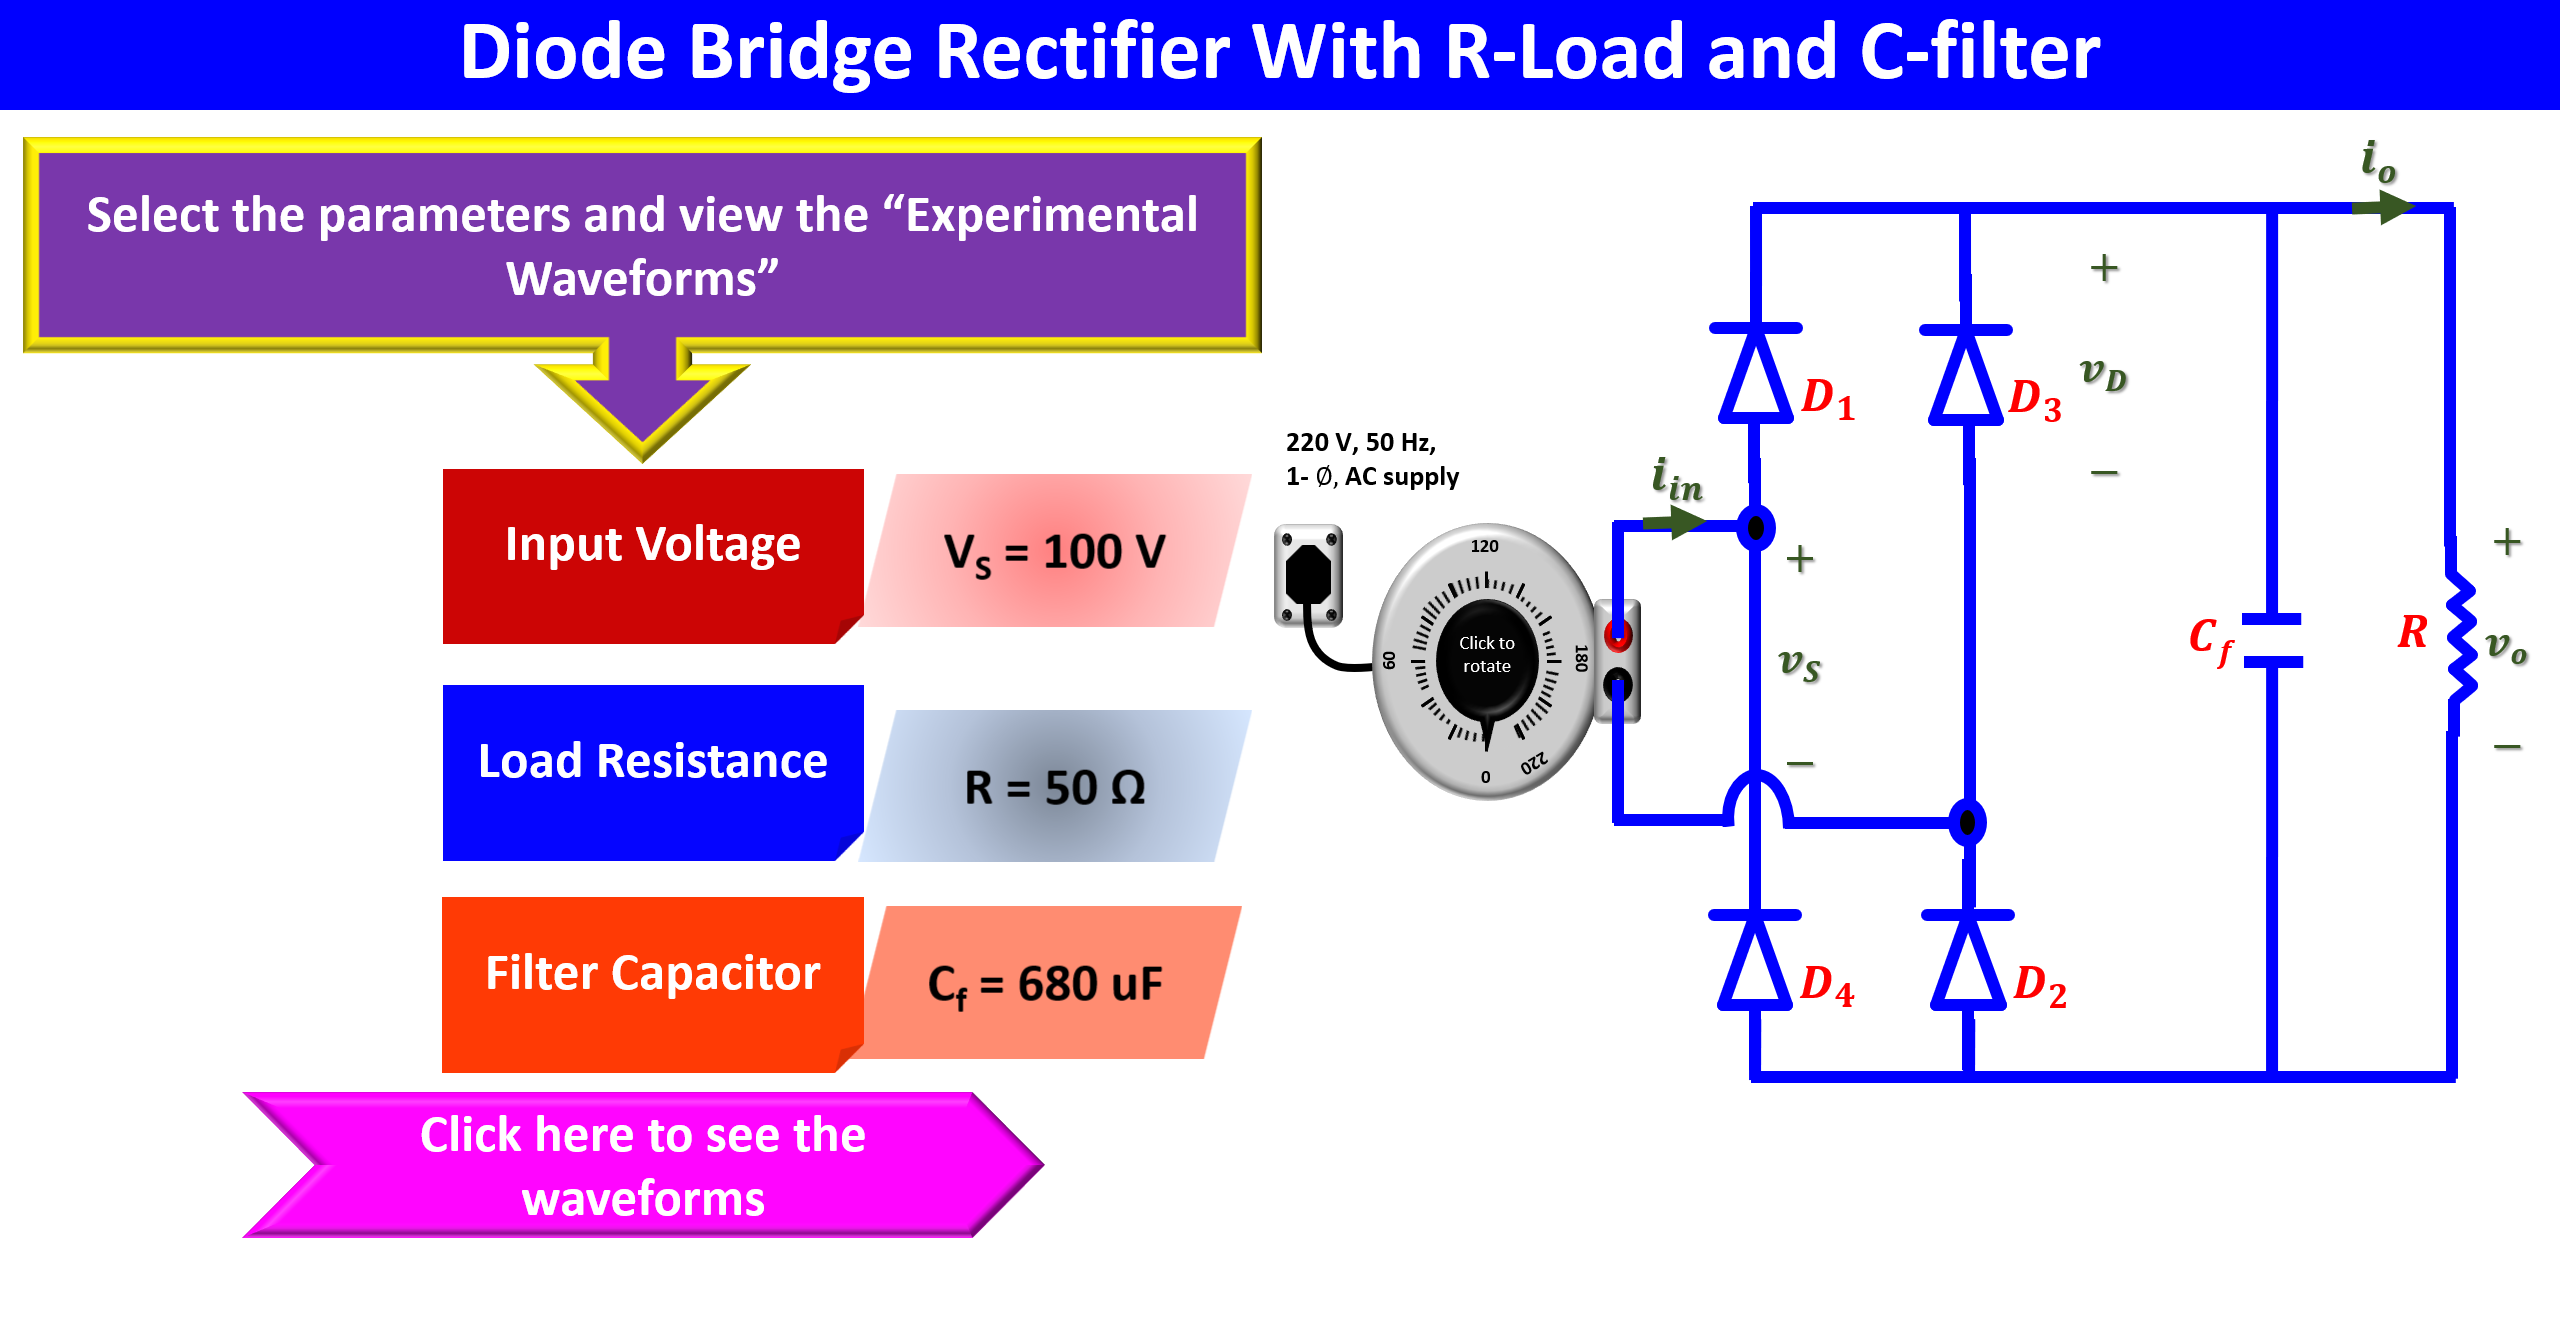 Diode Bridge Rectifier With R-Load and C-filter
Select the parameters and view the “Experimental
Waveforms”
Input Voltage
V_S = 100 V
Load Resistance
R = 50 Ω
Filter Capacitor
C_f = 680 uF
Click here to see the
waveforms
220 V, 50 Hz,
1- ∅, AC supply
120
60
180
220
0
Click to
rotate
i_in
i_o
D_1
D_3
+
v_D
−
+
v_S
−
C_f
R
+
v_o
−
D_4
D_2